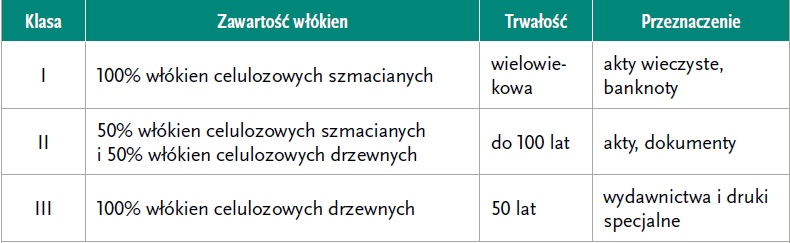 Klasa Zawartość włókien Trwałość Przeznaczenie
I 100% włókien celulozowych szmacianych wielowie-
kowa akty wieczyste,
banknoty
II 50% włókien celulozowych szmacianych
i 50% włókien celulozowych drzewnych do 100 lat akty, dokumenty
III 100% włókien celulozowych drzewnych 50 lat wydawnictwa i druki
specjalne